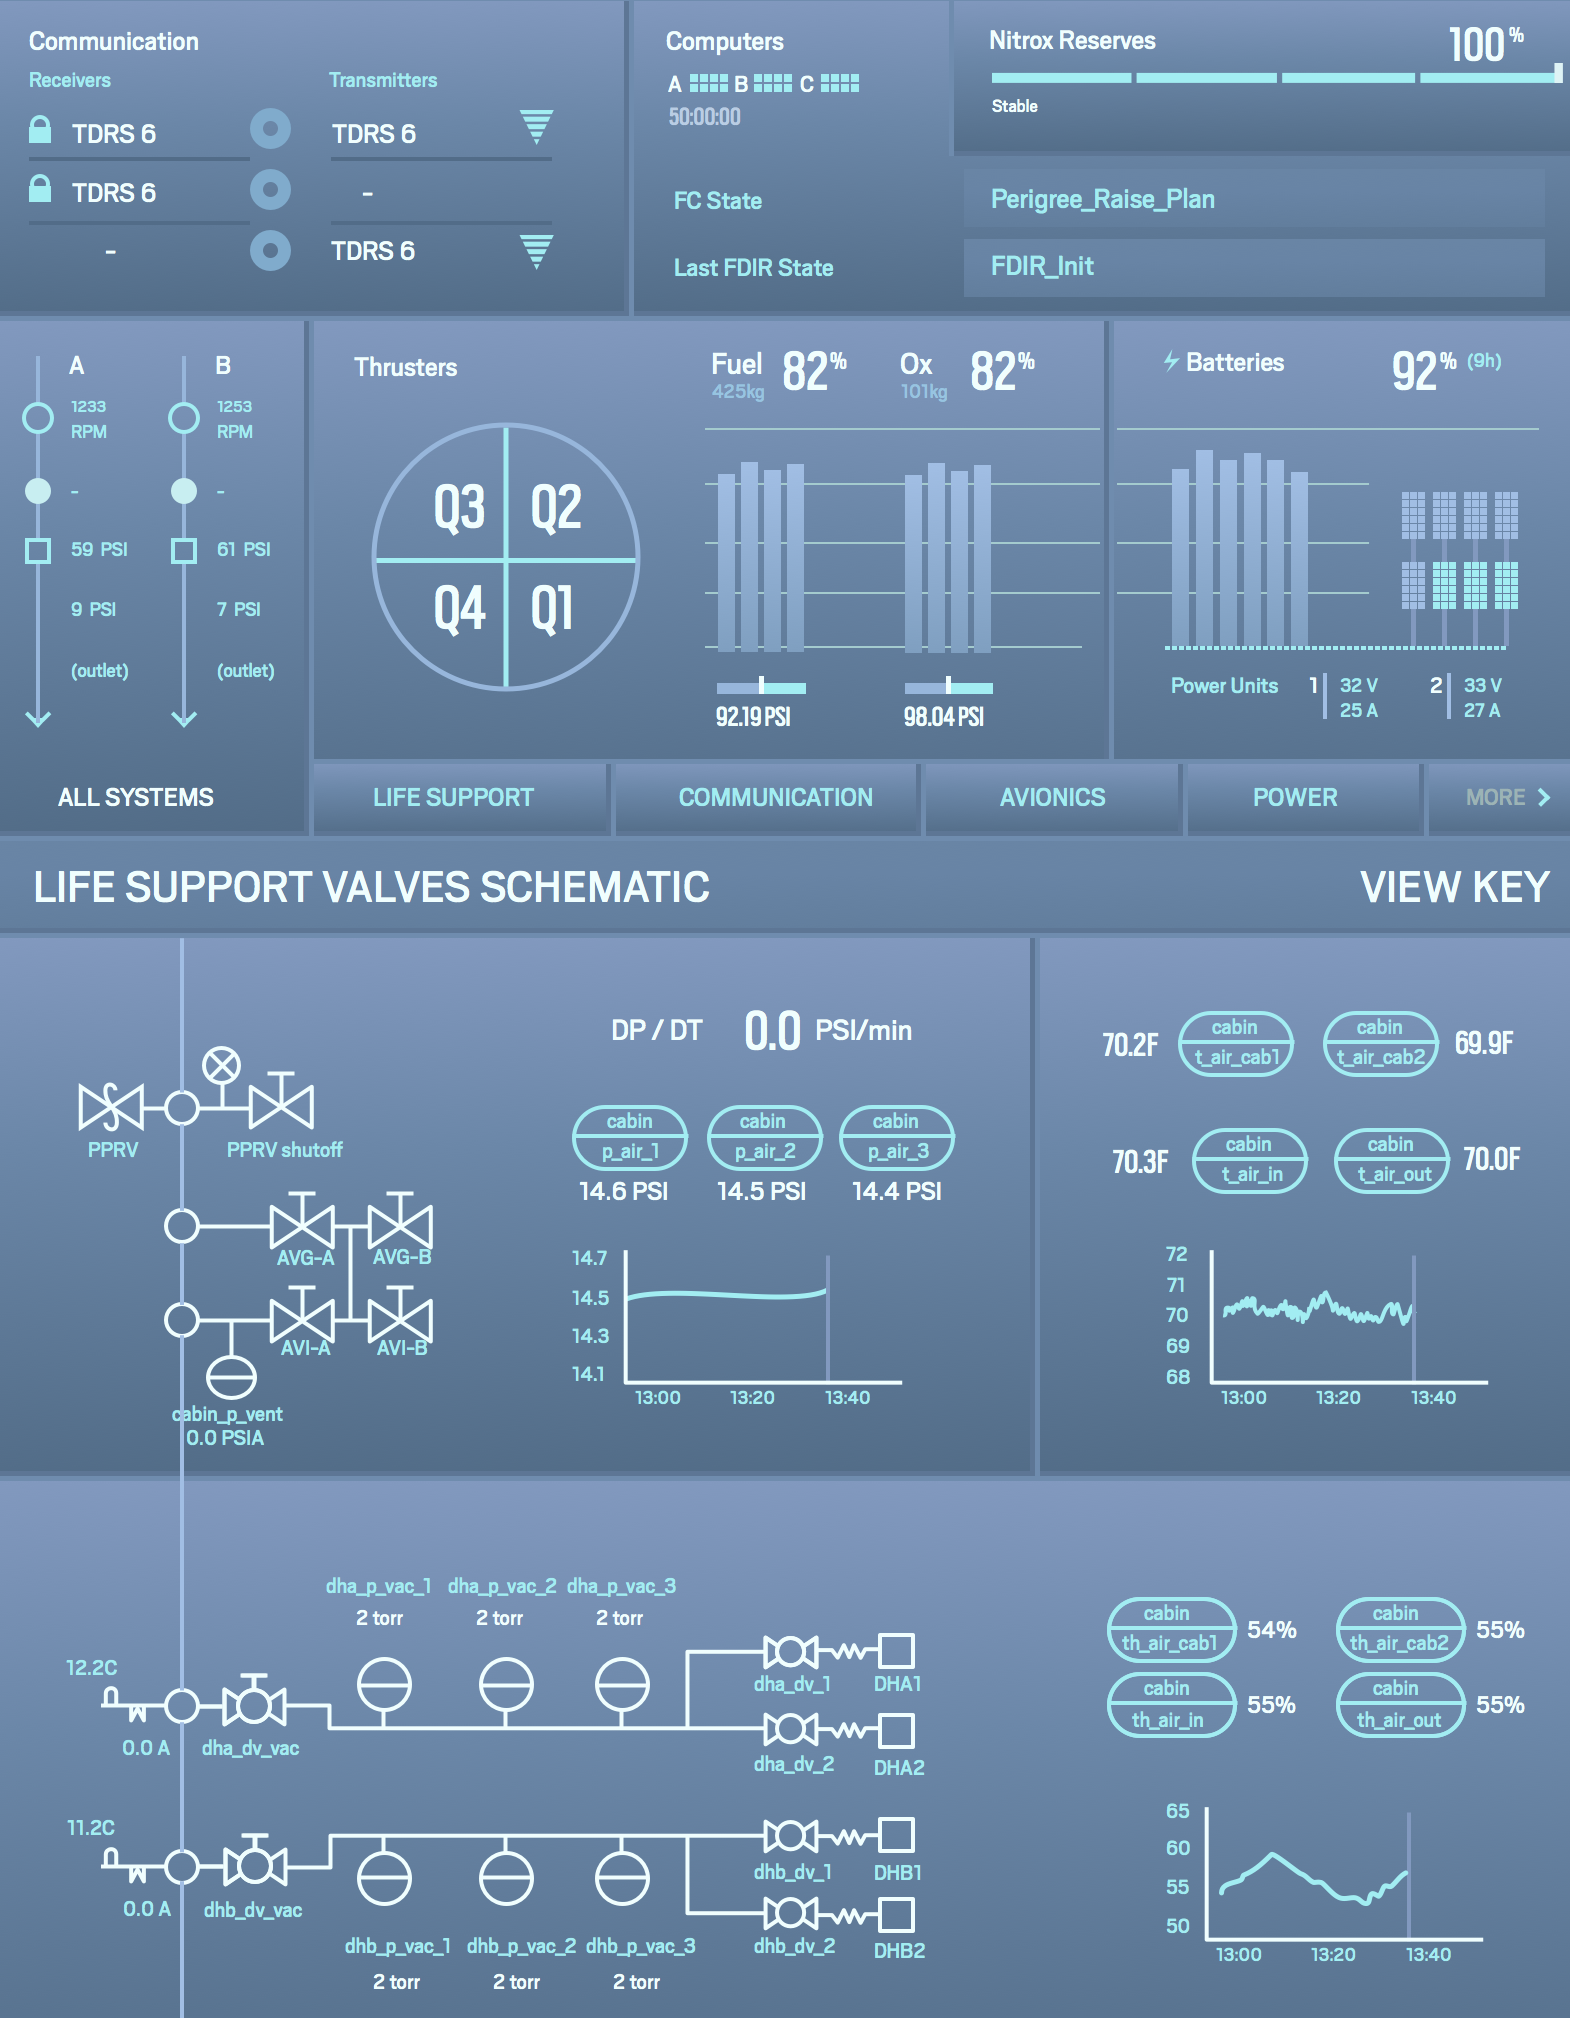 Communication
Receivers Transmitters
TDRS 6 TDRS 6
TDRS 6 -
- TDRS 6
Computers
A B C
50:00:00
FC State
Last FDIR State
Nitrox Reserves 100%
Stable
Perigree_Raise_Plan
FDIR_Init
A B
1233 1253
RPM RPM
- -
59 PSI 61 PSI
9 PSI 7 PSI
(outlet) (outlet)
Thrusters
Q3 Q2
Q4 Q1
Fuel 82% Ox 82%
425kg 101kg
92.19 PSI 98.04 PSI
Batteries 92% (9h)
Power Units 1 32 V 2 33 V
25 A 27 A
ALL SYSTEMS LIFE SUPPORT COMMUNICATION AVIONICS POWER MORE
LIFE SUPPORT VALVES SCHEMATIC VIEW KEY
PPRV PPRV shutoff
AVG-A AVG-B
AVI-A AVI-B
cabin_p_vent
0.0 PSIA
DP / DT 0.0 PSI/min
cabin cabin cabin
p_air_1 p_air_2 p_air_3
14.6 PSI 14.5 PSI 14.4 PSI
14.7
14.5
14.3
14.1
13:00 13:20 13:40
70.2F cabin cabin 69.9F
t_air_cab1 t_air_cab2
70.3F cabin cabin 70.0F
t_air_in t_air_out
72
71
70
69
68
13:00 13:20 13:40
dha_p_vac_1 dha_p_vac_2 dha_p_vac_3
2 torr 2 torr 2 torr
12.2C
0.0 A dha_dv_vac
dha_dv_1 DHA1
dha_dv_2 DHA2
11.2C
0.0 A dhb_dv_vac
dhb_dv_1 DHB1
dhb_dv_2 DHB2
dhb_p_vac_1 dhb_p_vac_2 dhb_p_vac_3
2 torr 2 torr 2 torr
cabin 54% cabin 55%
th_air_cab1 th_air_cab2
cabin 55% cabin 55%
th_air_in th_air_out
65
60
55
50
13:00 13:20 13:40